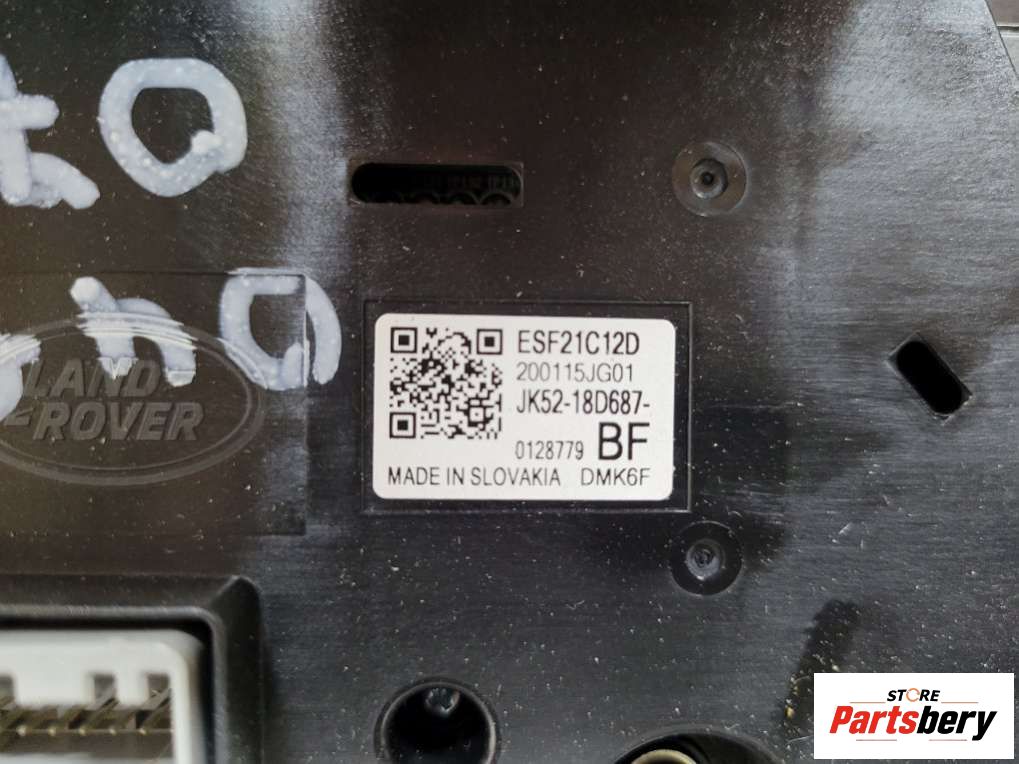 ESF21C12D
200115JG01
JK52-18D687-
0128779 BF
MADE IN SLOVAKIA DMK6F
LAND
ROVER
STORE
Partsbery